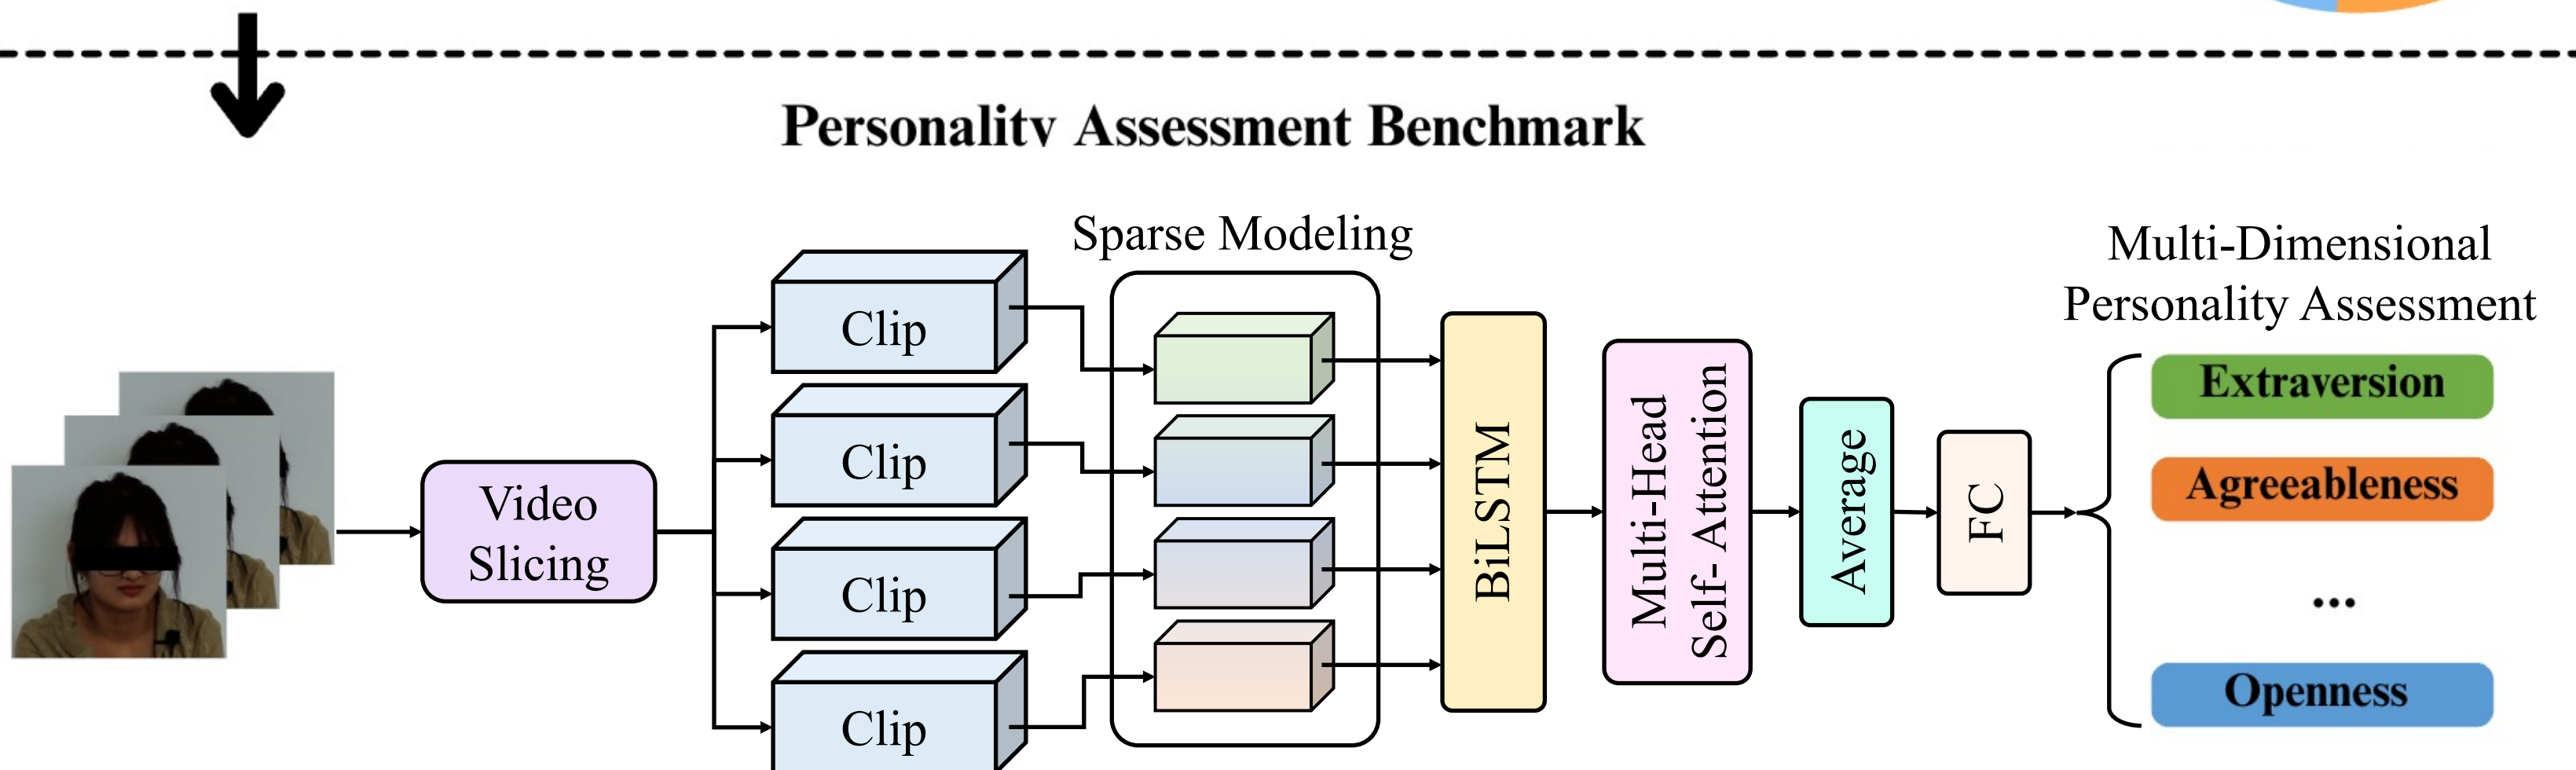 Personality Assessment Benchmark
Sparse Modeling
Multi-Dimensional
Personality Assessment
Video
Slicing
Clip
Clip
Clip
Clip
BiLSTM
Multi-Head
Self- Attention
Average
FC
Extraversion
Agreeableness
...
Openness